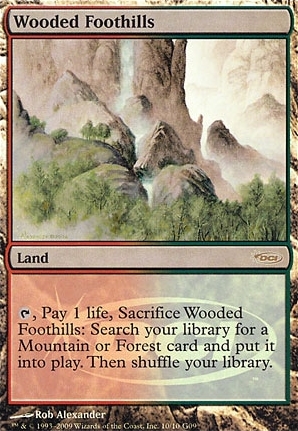 Wooded Foothills
Land
DCI
, Pay 1 life, Sacrifice Wooded
Foothills: Search your library for a
Mountain or Forest card and put it
into play. Then shuffle your library.
Rob Alexander
™ & © 1993–2009 Wizards of the Coast, Inc. 10/10 G09